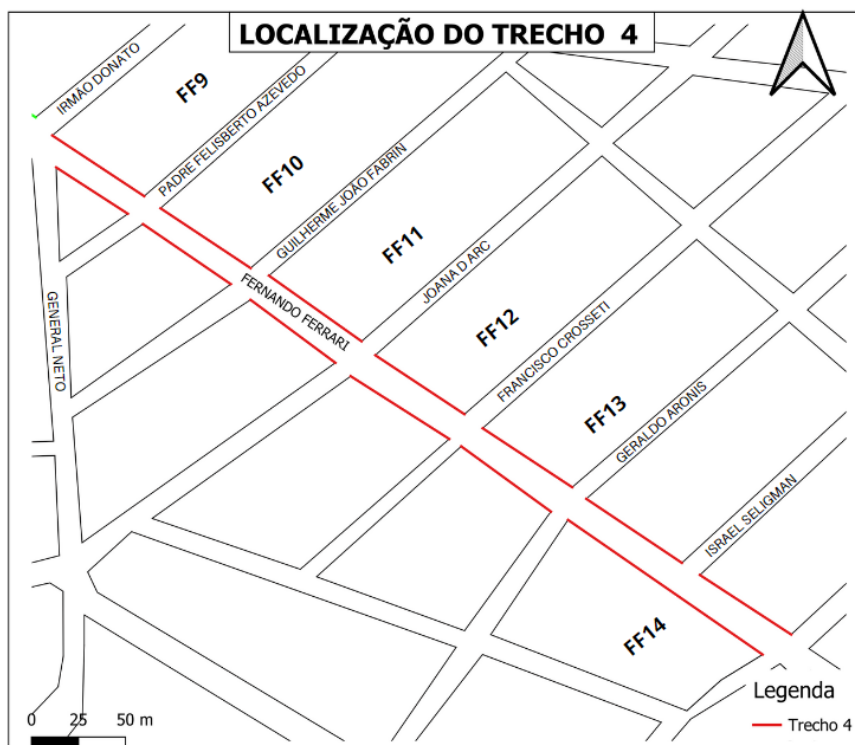 LOCALIZAÇÃO DO TRECHO 4
IRMÃO DONATO
FF9
PADRE FELISBERTO AZEVEDO
FF10
GUILHERME JOÃO FABRIN
FF11
JOANA D ARC
FERNANDO FERRARI
GENERAL NETO
FF12
FRANCISCO CROSSETI
FF13
GERALDO ARONIS
ISRAEL SELIGMAN
FF14
Legenda
Trecho 4
0 25 50 m